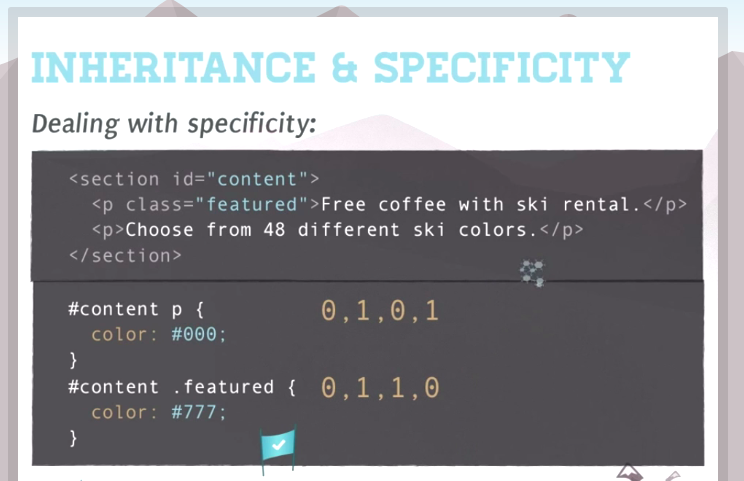 INHERITANCE & SPECIFICITY
Dealing with specificity:
<section id="content">
<p class="featured">Free coffee with ski rental.</p>
<p>Choose from 48 different ski colors.</p>
</section>
#content p { 0,1,0,1
color: #000;
}
#content .featured { 0,1,1,0
color: #777;
}